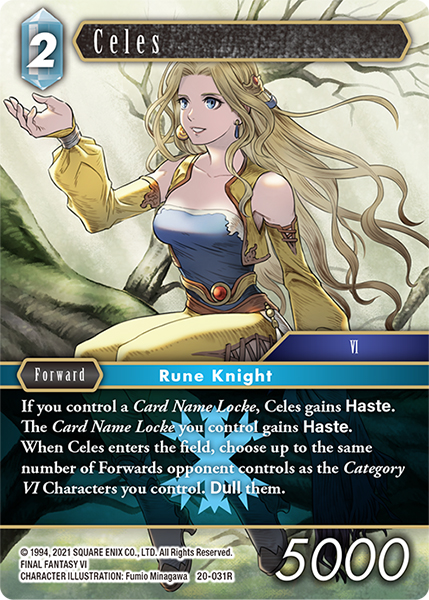 2
Celes
VI
Forward
Rune Knight
If you control a Card Name Locke, Celes gains Haste.
The Card Name Locke you control gains Haste.
When Celes enters the field, choose up to the same
number of Forwards opponent controls as the Category
VI Characters you control. Dull them.
© 1994, 2021 SQUARE ENIX CO., LTD. All Rights Reserved.
FINAL FANTASY VI
CHARACTER ILLUSTRATION: Fumio Minagawa 20-031R
5000